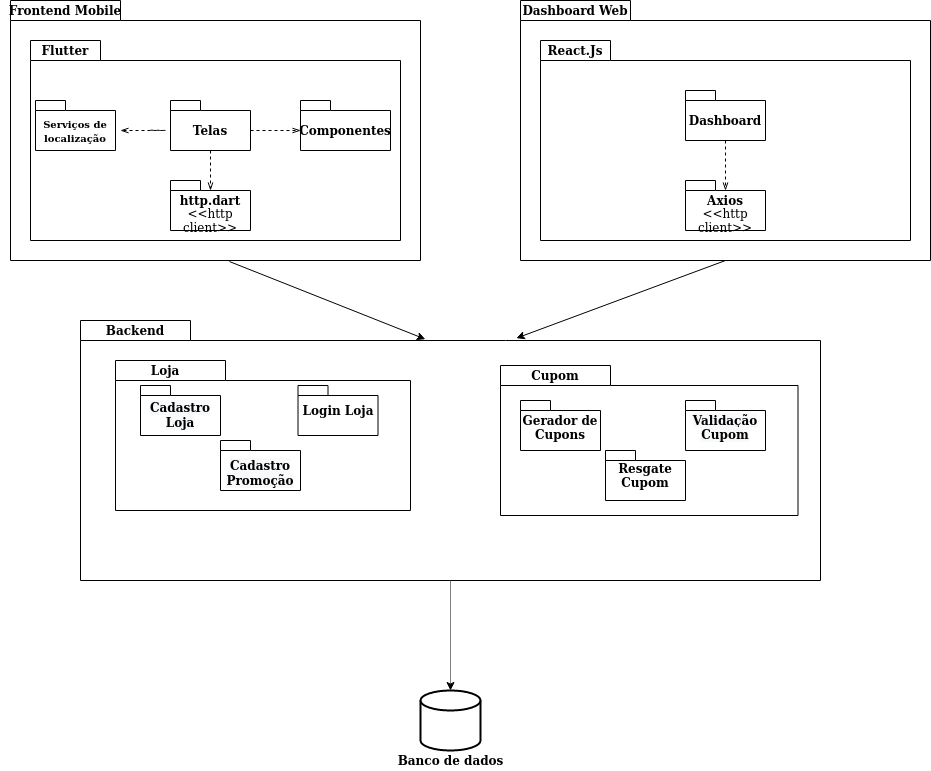 Frontend Mobile
Dashboard Web
Flutter
React.Js
Serviços de
localização
Telas
Componentes
http.dart
<<http
client>>
Dashboard
Axios
<<http
client>>
Backend
Loja
Cadastro
Loja
Login Loja
Cadastro
Promoção
Cupom
Gerador de
Cupons
Validação
Cupom
Resgate
Cupom
Banco de dados